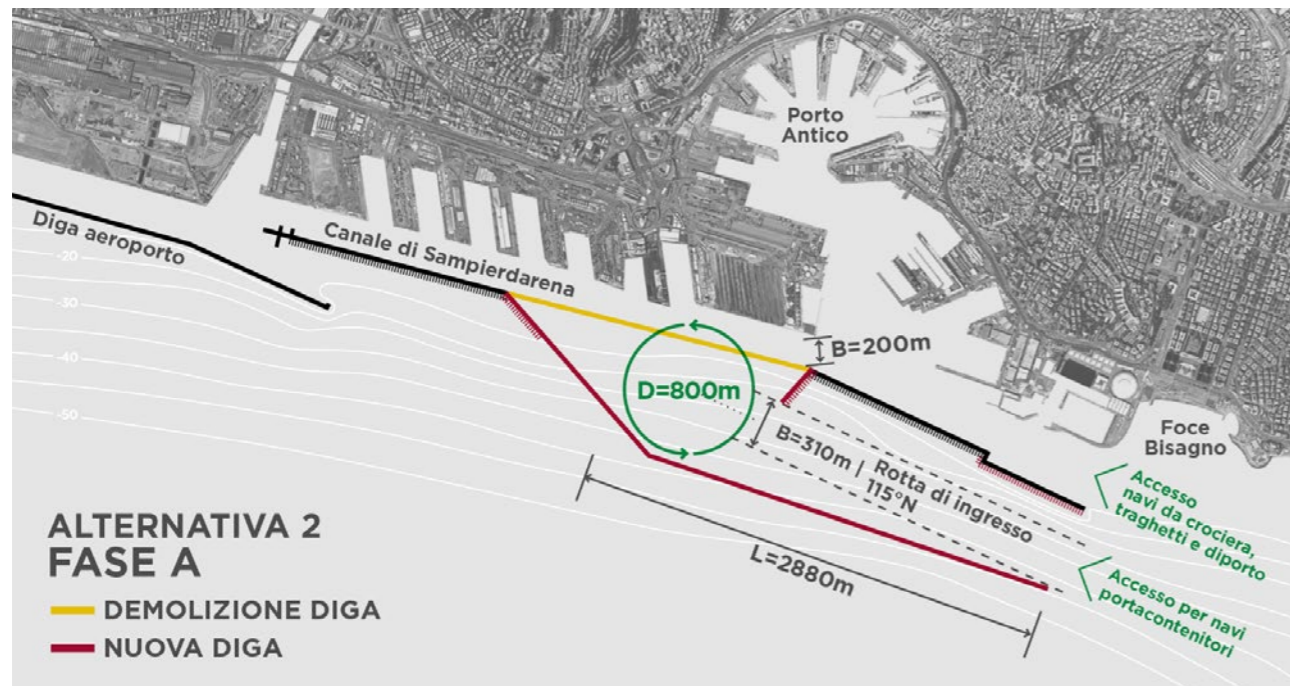 Porto
Antico
Diga aeroporto
Canale di Sampierdarena
-20
-30
-40
-50
B=200m
D=800m
B=310m |
Rotta di ingresso
115°N
L=2880m
Foce
Bisagno
Accesso
navi da crociera,
traghetti e diporto
Accesso per navi
portacontenitori
ALTERNATIVA 2
FASE A
DEMOLIZIONE DIGA
NUOVA DIGA